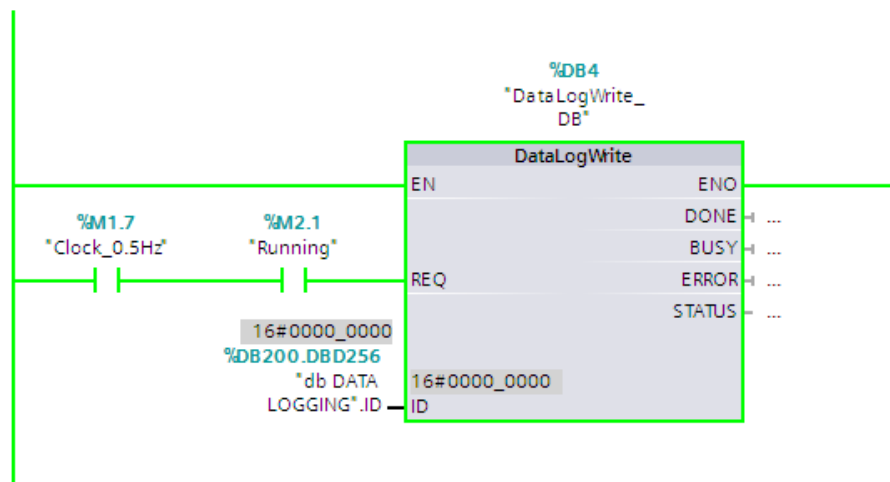 %DB4
"DataLogWrite_
DB"
DataLogWrite
EN
ENO
%M1.7
%M2.1
DONE
...
"Clock_0.5Hz"
"Running"
BUSY
...
REQ
ERROR
...
STATUS
...
16#0000_0000
%DB200.DBD256
"db DATA
16#0000_0000
LOGGING".ID
ID